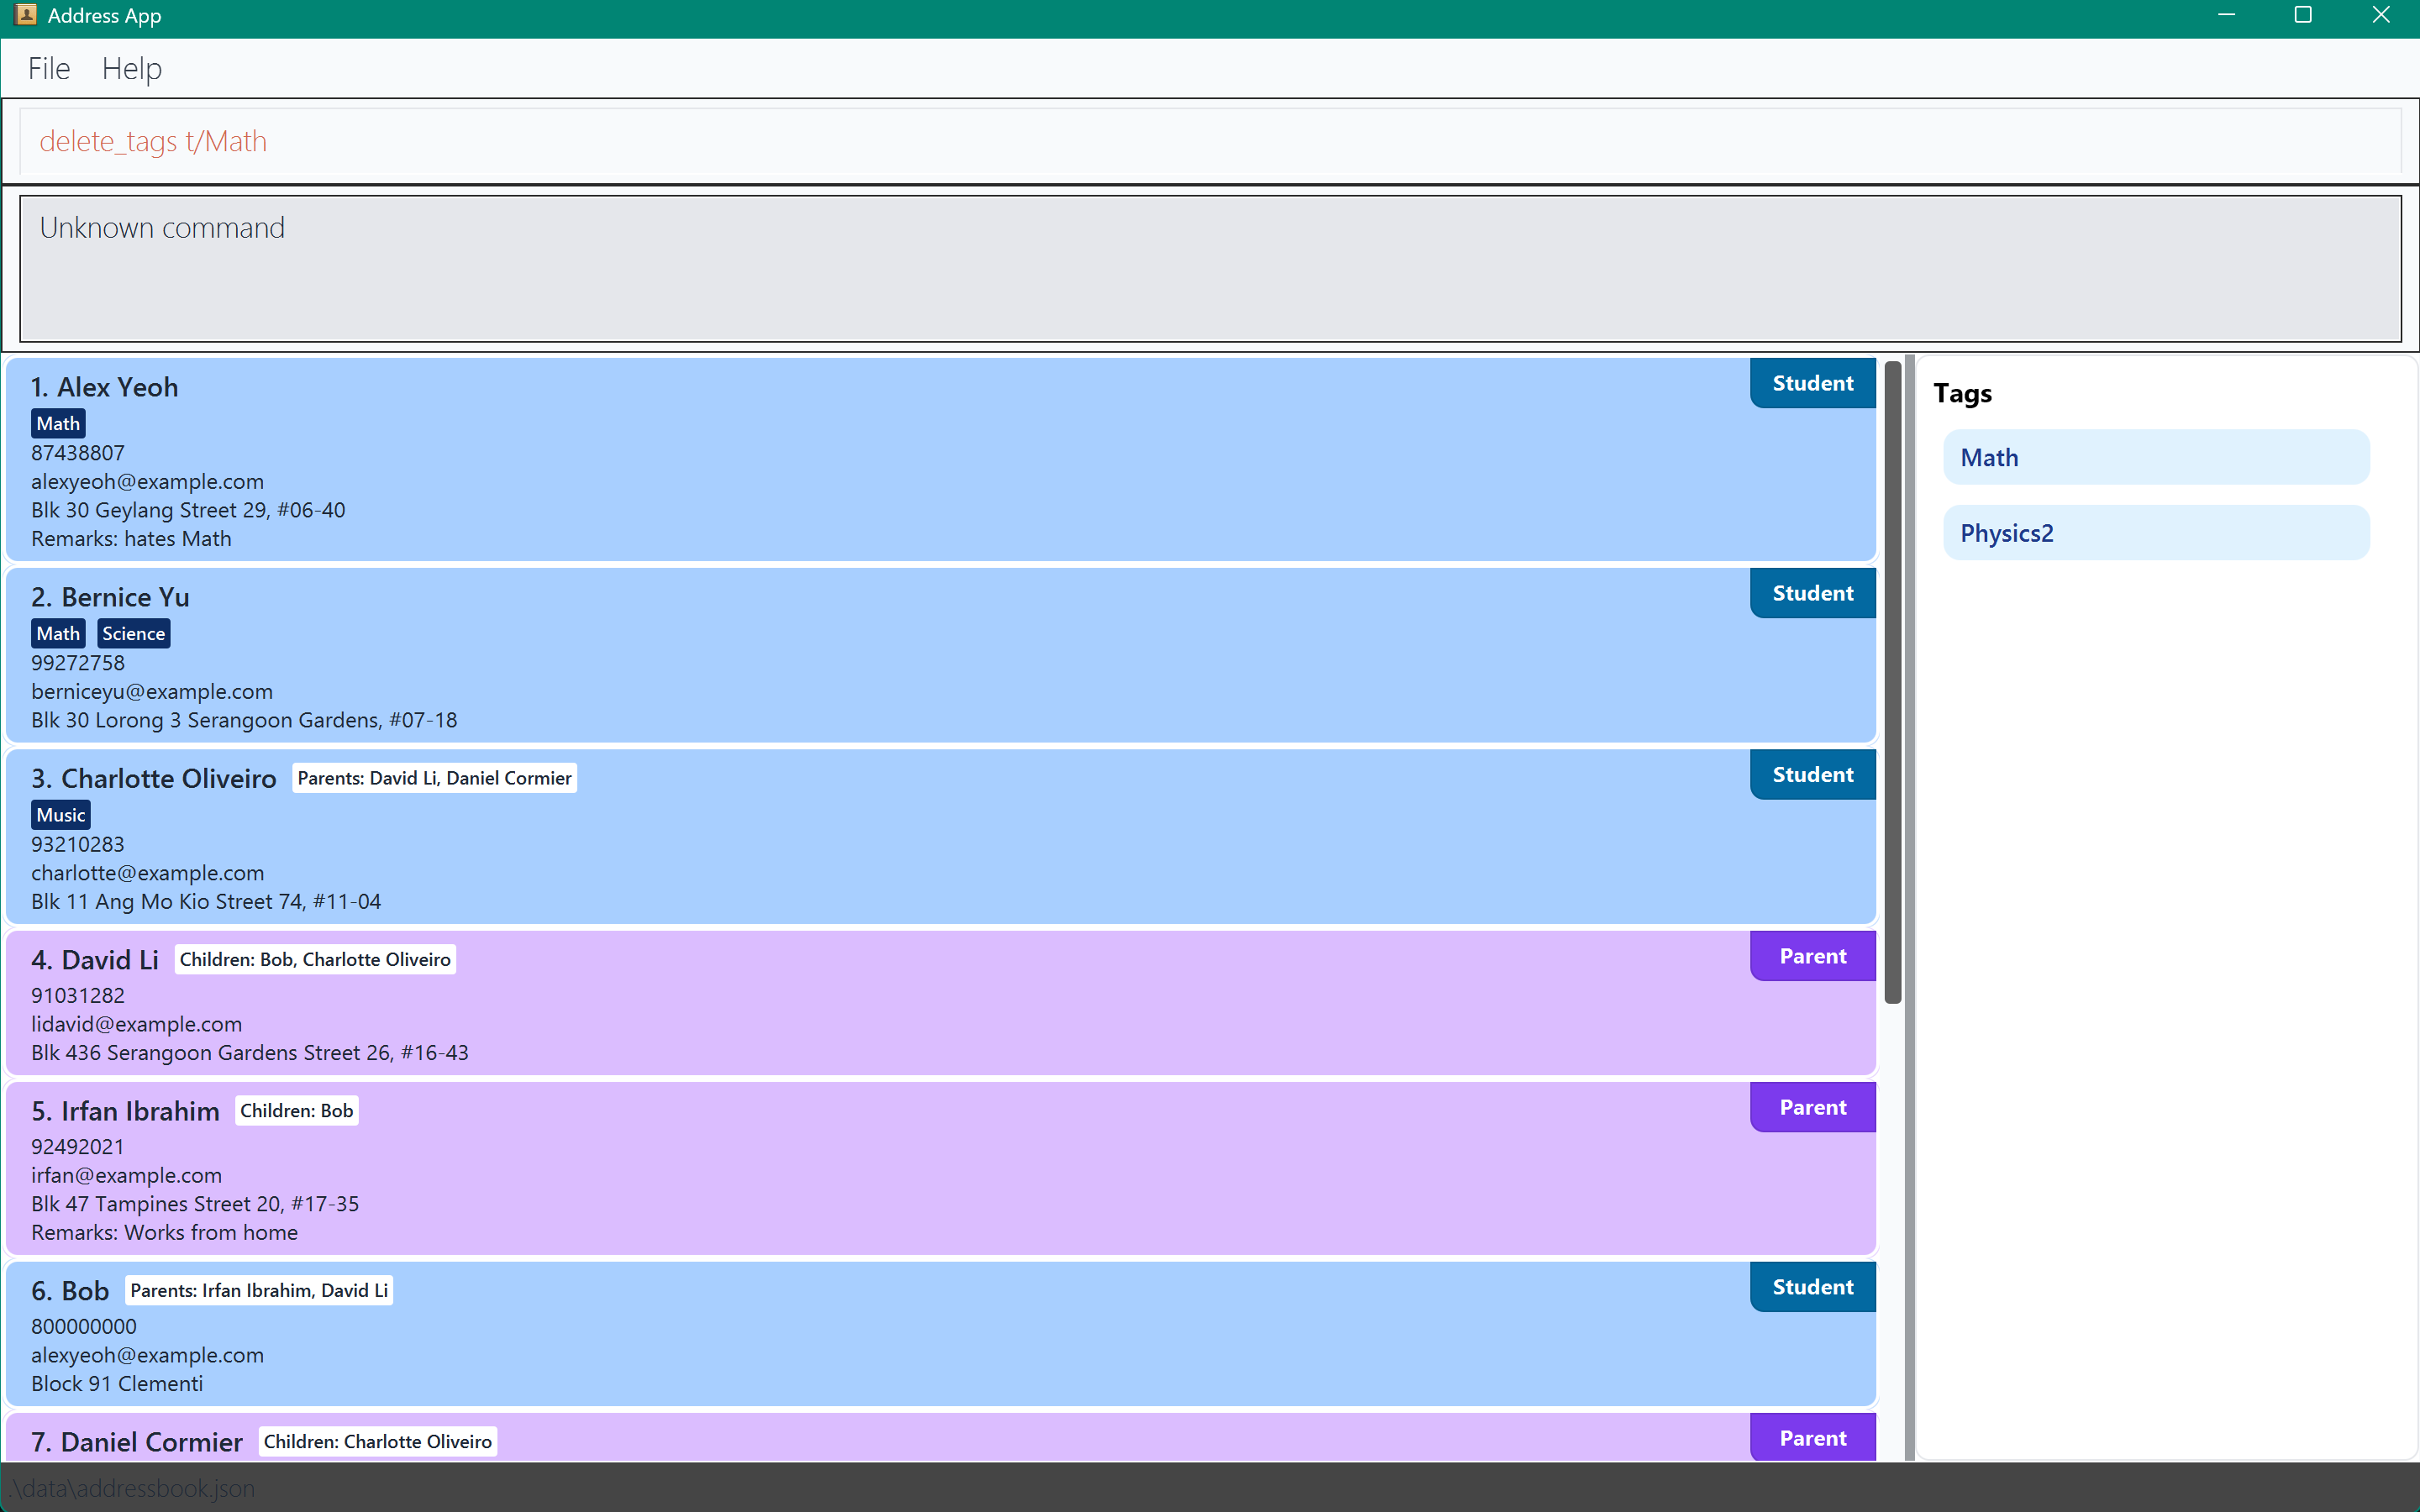 Address App
File Help
delete_tags t/Math
Unknown command
1. Alex Yeoh
Student
Math
87438807
alexyeoh@example.com
Blk 30 Geylang Street 29, #06-40
Remarks: hates Math
2. Bernice Yu
Student
Math Science
99272758
berniceyu@example.com
Blk 30 Lorong 3 Serangoon Gardens, #07-18
3. Charlotte Oliveiro Parents: David Li, Daniel Cormier
Student
Music
93210283
charlotte@example.com
Blk 11 Ang Mo Kio Street 74, #11-04
4. David Li Children: Bob, Charlotte Oliveiro
Parent
91031282
lidavid@example.com
Blk 436 Serangoon Gardens Street 26, #16-43
5. Irfan Ibrahim Children: Bob
Parent
92492021
irfan@example.com
Blk 47 Tampines Street 20, #17-35
Remarks: Works from home
6. Bob Parents: Irfan Ibrahim, David Li
Student
800000000
alexyeoh@example.com
Block 91 Clementi
7. Daniel Cormier Children: Charlotte Oliveiro
Parent
Tags
Math
Physics2
.\data\addressbook.json